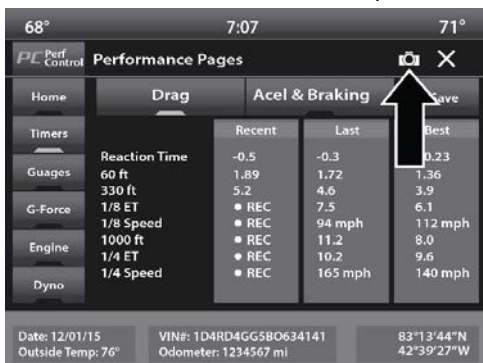 68° 7:07 71°
PC Perf Control Performance Pages
Home Drag Acel & Braking Save
Timers Recent Last Best
Reaction Time -0.5 -0.3 0.23
60 ft 1.89 1.72 1.36
Guages
330 ft 5.2 4.6 3.9
1/8 ET REC 7.5 6.1
G-Force
1/8 Speed REC 94 mph 112 mph
1000 ft REC 11.2 8.0
Engine
1/4 ET REC 10.2 9.6
1/4 Speed REC 165 mph 140 mph
Dyno
Date: 12/01/15 VIN#: 1D4RD4GG5BO634141 83°13'44"N
Outside Temp: 76° Odometer: 1234567 mi 42°39'27"W